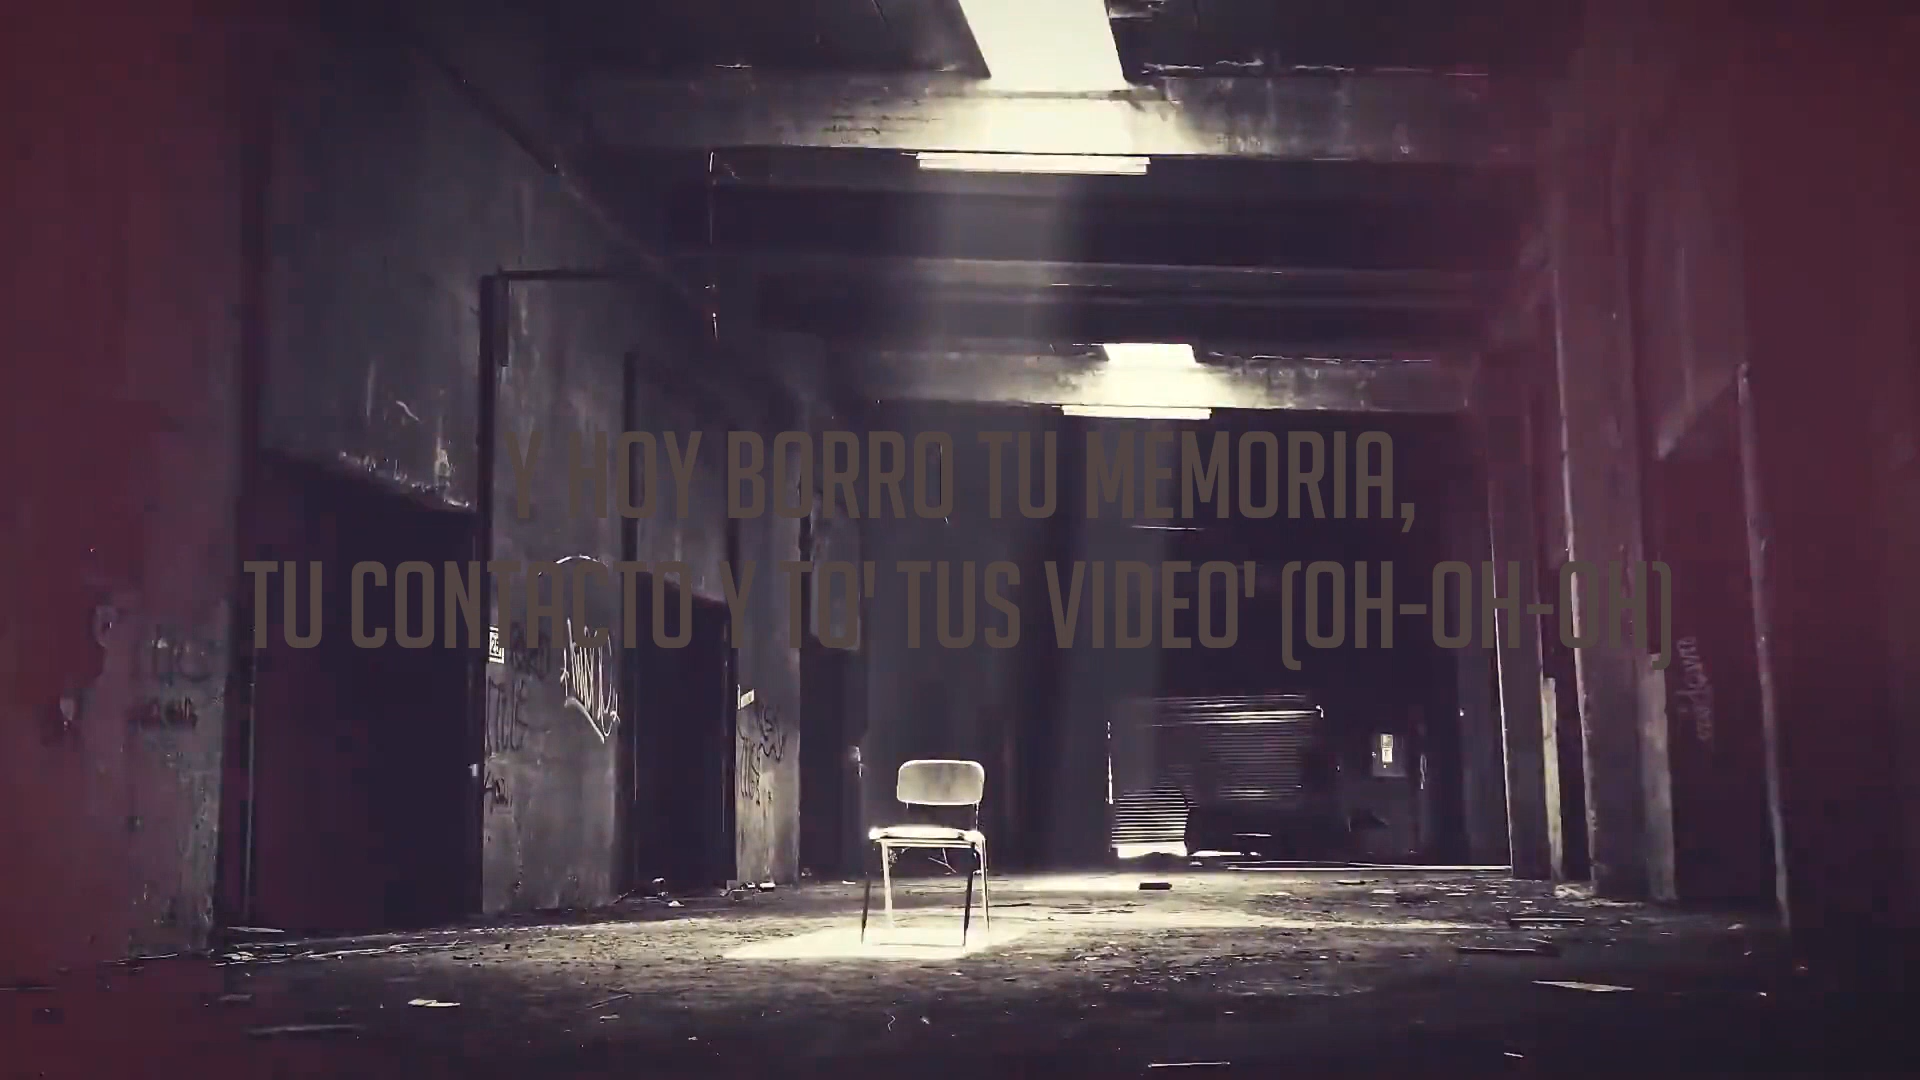 Y HOY BORRO TU MEMORIA,
TU CONTACTO Y TO' TUS VIDEO' (OH-OH-OH)